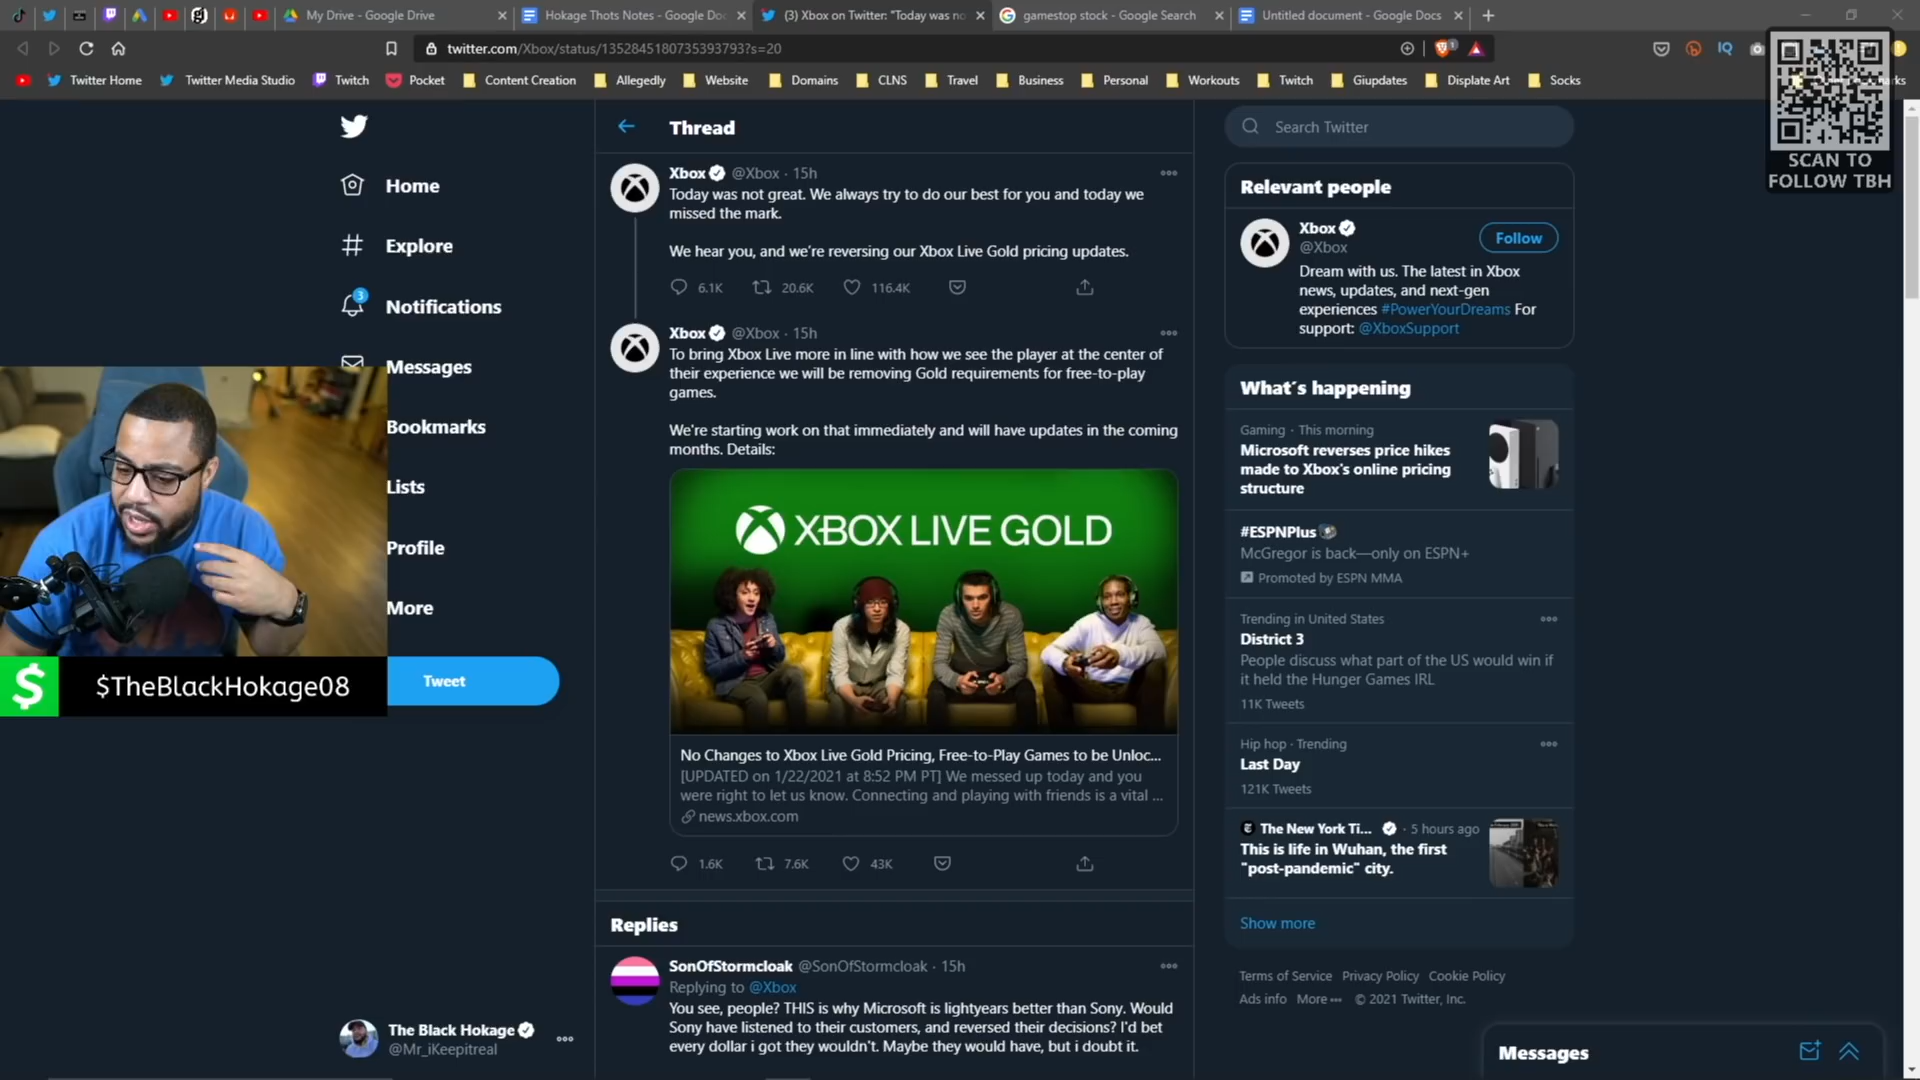 My Drive - Google Drive
Hokage Thots Notes - Google Doc
(3) Xbox on Twitter: "Today was no
gamestop stock - Google Search
Untitled document - Google Docs
twitter.com/Xbox/status/1352845180735393793?s=20
Twitter Home
Twitter Media Studio
Twitch
Pocket
Content Creation
Allegedly
Website
Domains
CLNS
Travel
Business
Personal
Workouts
Twitch
Giupdates
Displate Art
Socks
SCAN TO
FOLLOW TBH
Home
Explore
3
Notifications
Messages
Bookmarks
Lists
Profile
More
Tweet
$TheBlackHokage08
The Black Hokage
@Mr_iKeepitreal
Thread
Xbox @Xbox · 15h
Today was not great. We always try to do our best for you and today we
missed the mark.
We hear you, and we're reversing our Xbox Live Gold pricing updates.
6.1K 20.6K 116.4K
Xbox @Xbox · 15h
To bring Xbox Live more in line with how we see the player at the center of
their experience we will be removing Gold requirements for free-to-play
games.
We're starting work on that immediately and will have updates in the coming
months. Details:
XBOX LIVE GOLD
No Changes to Xbox Live Gold Pricing, Free-to-Play Games to be Unloc...
[UPDATED on 1/22/2021 at 8:52 PM PT] We messed up today and you
were right to let us know. Connecting and playing with friends is a vital ...
news.xbox.com
1.6K 7.6K 43K
Replies
SonOfStormcloak @SonOfStormcloak · 15h
Replying to @Xbox
You see, people? THIS is why Microsoft is lightyears better than Sony. Would
Sony have listened to their customers, and reversed their decisions? I'd bet
every dollar i got they wouldn't. Maybe they would have, but i doubt it.
Search Twitter
Relevant people
Xbox
@Xbox
Follow
Dream with us. The latest in Xbox
news, updates, and next-gen
experiences #PowerYourDreams For
support: @XboxSupport
What's happening
Gaming · This morning
Microsoft reverses price hikes
made to Xbox's online pricing
structure
#ESPNPlus
McGregor is back—only on ESPN+
Promoted by ESPN MMA
Trending in United States
District 3
People discuss what part of the US would win if
it held the Hunger Games IRL
11K Tweets
Hip hop · Trending
Last Day
121K Tweets
The New York Ti... · 5 hours ago
This is life in Wuhan, the first
"post-pandemic" city.
Show more
Terms of Service Privacy Policy Cookie Policy
Ads info More ··· © 2021 Twitter, Inc.
Messages